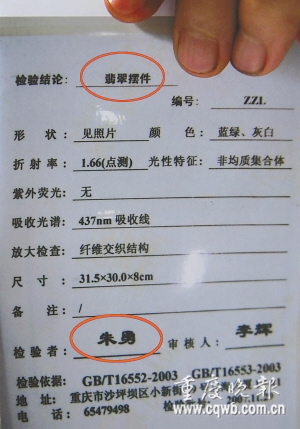 检验结论： 翡翠摆件
编号： ZZL
形 状： 见照片 颜 色： 蓝绿、灰白
折 射 率： 1.66(点测) 光性特征： 非均质集合体
紫外荧光： 无
吸收光谱： 437nm 吸收线
放大检查： 纤维交织结构
尺 寸： 31.5×30.0×8cm
备 注： /
检 验 者： 朱勇 审 核 人： 李辉
检验依据： GB/T16552-2003 GB/T16553-2003
地 址： 重庆市沙坪坝区小新街
电 话： 65479498
重庆晚报
www.cqwb.com.cn